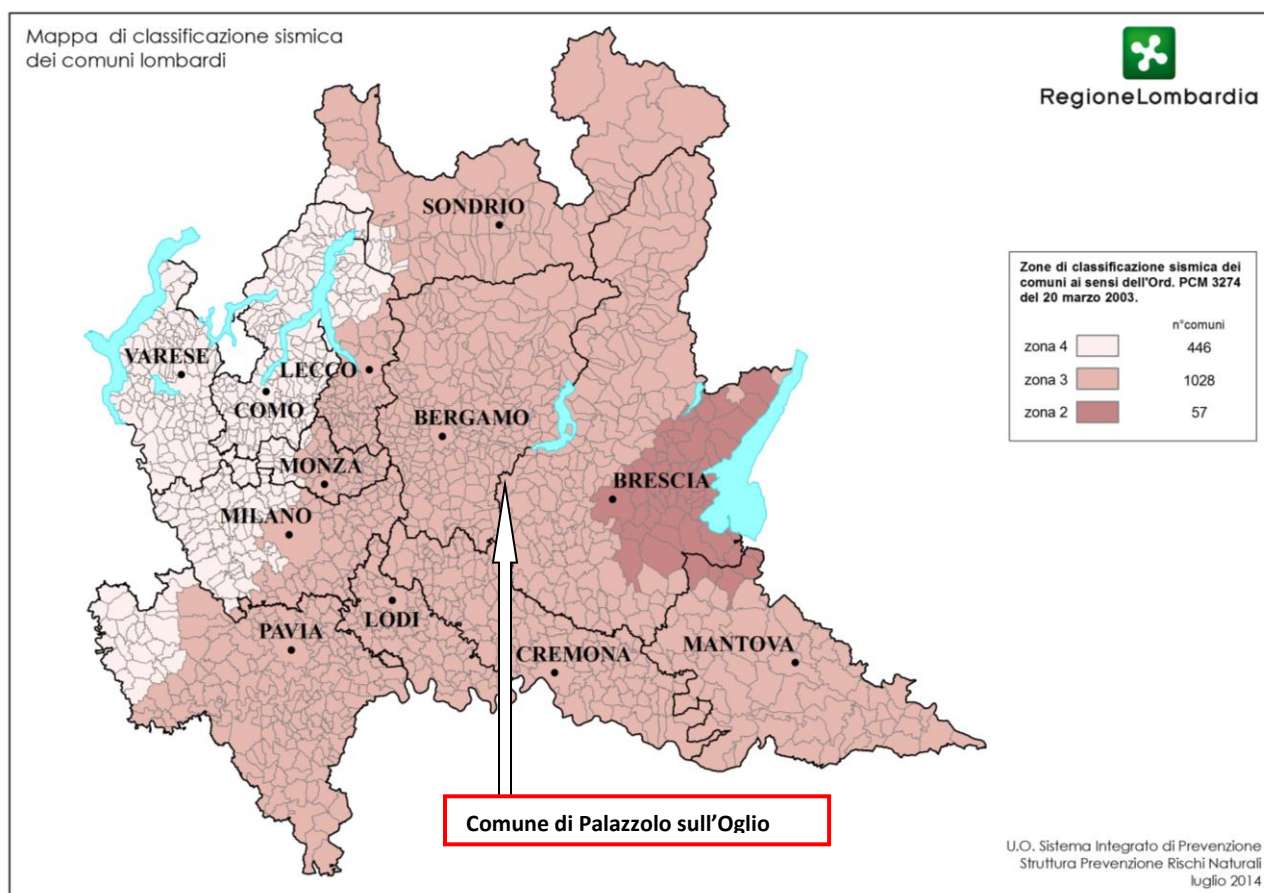 Mappa di classificazione sismica
dei comuni lombardi
RegioneLombardia
SONDRIO
VARESE
LECCO
COMO
BERGAMO
MONZA
BRESCIA
MILANO
LODI
PAVIA
CREMONA
MANTOVA
Zone di classificazione sismica dei
comuni ai sensi dell'Ord. PCM 3274
del 20 marzo 2003.
n°comuni
zona 4 446
zona 3 1028
zona 2 57
Comune di Palazzolo sull’Oglio
U.O. Sistema Integrato di Prevenzione
Struttura Prevenzione Rischi Naturali
luglio 2014